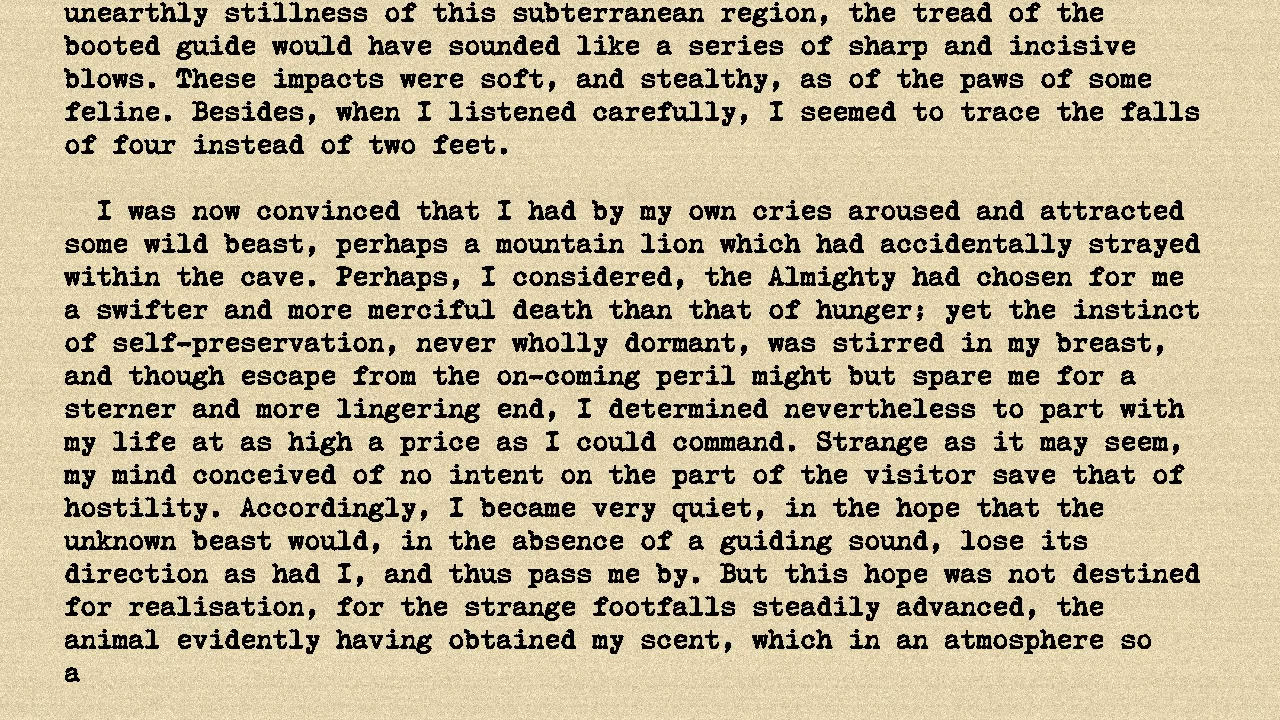 unearthly stillness of this subterranean region, the tread of the
booted guide would have sounded like a series of sharp and incisive
blows. These impacts were soft, and stealthy, as of the paws of some
feline. Besides, when I listened carefully, I seemed to trace the falls
of four instead of two feet.
I was now convinced that I had by my own cries aroused and attracted
some wild beast, perhaps a mountain lion which had accidentally strayed
within the cave. Perhaps, I considered, the Almighty had chosen for me
a swifter and more merciful death than that of hunger; yet the instinct
of self-preservation, never wholly dormant, was stirred in my breast,
and though escape from the on-coming peril might but spare me for a
sterner and more lingering end, I determined nevertheless to part with
my life at as high a price as I could command. Strange as it may seem,
my mind conceived of no intent on the part of the visitor save that of
hostility. Accordingly, I became very quiet, in the hope that the
unknown beast would, in the absence of a guiding sound, lose its
direction as had I, and thus pass me by. But this hope was not destined
for realisation, for the strange footfalls steadily advanced, the
animal evidently having obtained my scent, which in an atmosphere so
a